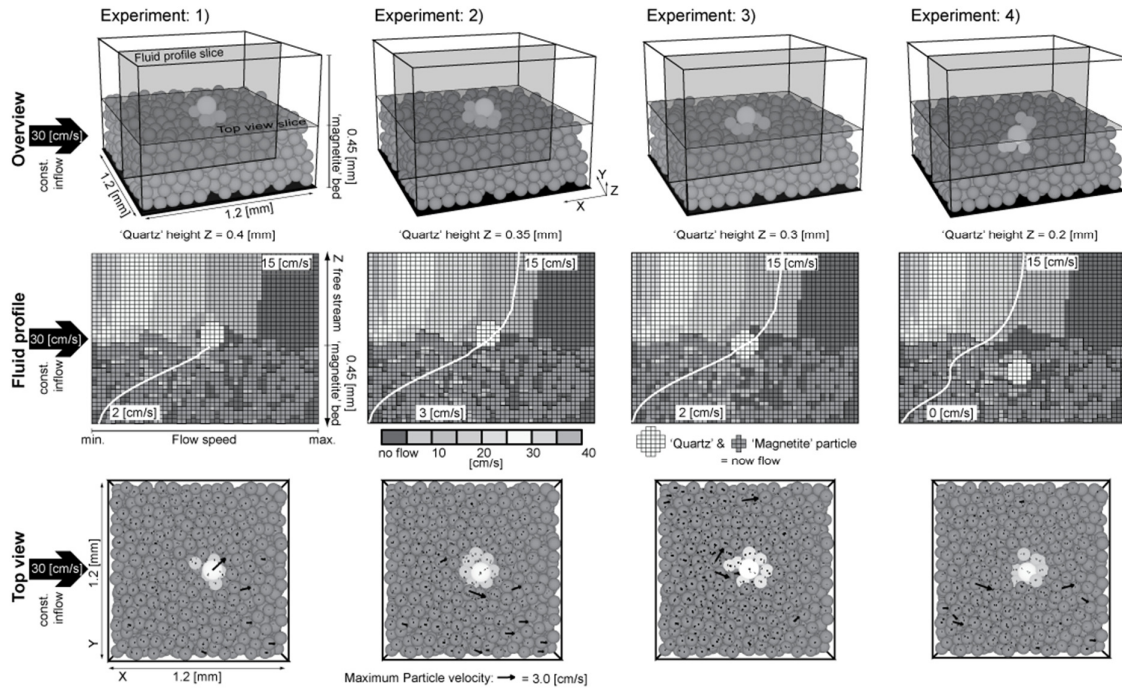 Experiment: 1)
Experiment: 2)
Experiment: 3)
Experiment: 4)
Overview
30 [cm/s]
const.
inflow
Fluid profile slice
Top view slice
0.45 [mm]
'magnetite' bed
1.2 [mm]
1.2 [mm]
Y
Z
X
'Quartz' height Z = 0.4 [mm]
'Quartz' height Z = 0.35 [mm]
'Quartz' height Z = 0.3 [mm]
'Quartz' height Z = 0.2 [mm]
Fluid profile
30 [cm/s]
const.
inflow
15 [cm/s]
2 [cm/s]
Z free stream
0.45 [mm]
'magnetite' bed
15 [cm/s]
3 [cm/s]
15 [cm/s]
2 [cm/s]
15 [cm/s]
0 [cm/s]
min.
Flow speed
max.
no flow
10
20
30
40
[cm/s]
'Quartz' & 'Magnetite' particle
= now flow
Top view
30 [cm/s]
const.
inflow
1.2 [mm]
Y
X
1.2 [mm]
Maximum Particle velocity: = 3.0 [cm/s]